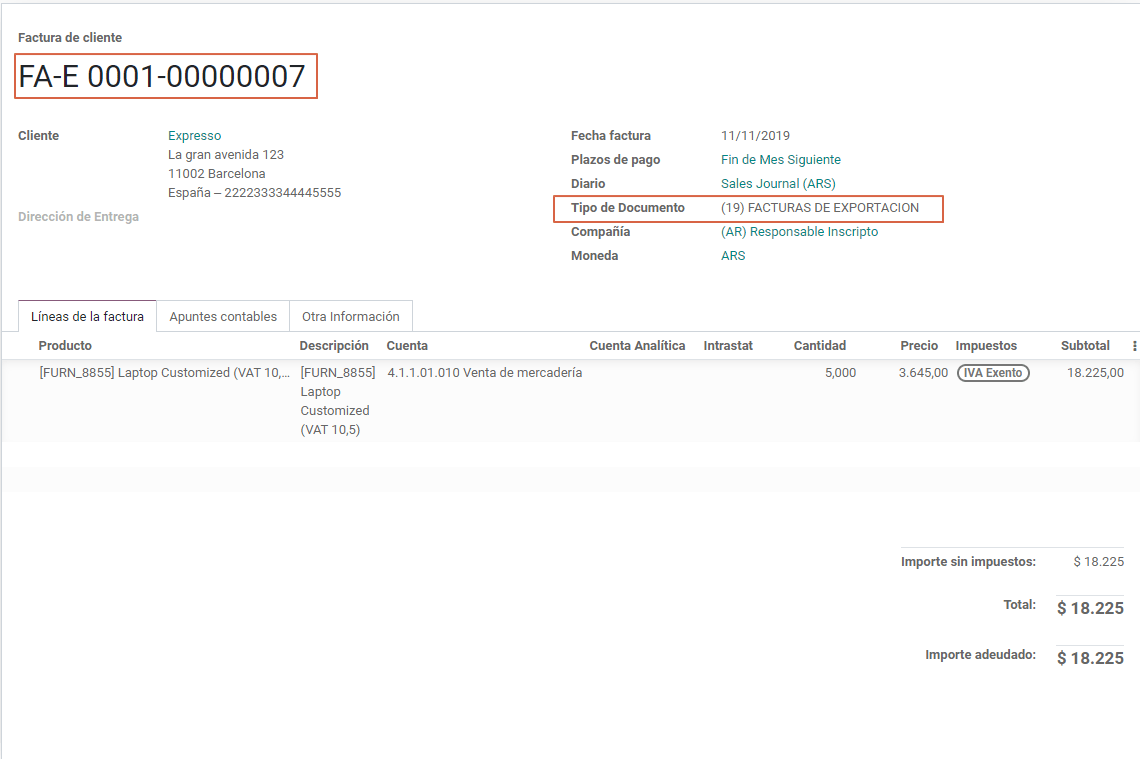 Factura de cliente
FA-E 0001-00000007
Cliente
Expresso
La gran avenida 123
11002 Barcelona
España – 2222333344445555
Dirección de Entrega
Fecha factura 11/11/2019
Plazos de pago Fin de Mes Siguiente
Diario Sales Journal (ARS)
Tipo de Documento (19) FACTURAS DE EXPORTACION
Compañía (AR) Responsable Inscripto
Moneda ARS
Líneas de la factura Apuntes contables Otra Información
Producto Descripción Cuenta Cuenta Analítica Intrastat Cantidad Precio Impuestos Subtotal
[FURN_8855] Laptop Customized (VAT 10,... [FURN_8855] 4.1.1.01.010 Venta de mercadería 5,000 3.645,00 IVA Exento 18.225,00
Laptop
Customized
(VAT 10,5)
Importe sin impuestos: $ 18.225
Total: $ 18.225
Importe adeudado: $ 18.225